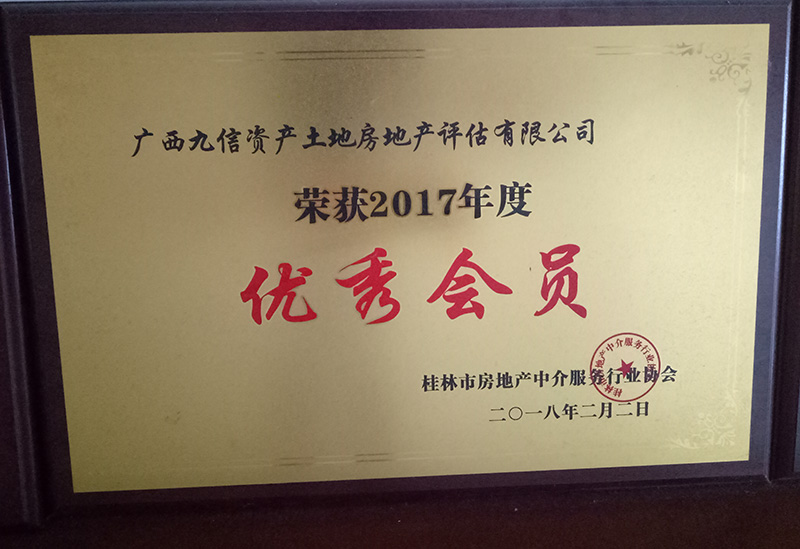 广西九信资产土地房地产评估有限公司
荣获2017年度
优秀会员
桂林市房地产中介服务行业协会
二〇一八年二月二日